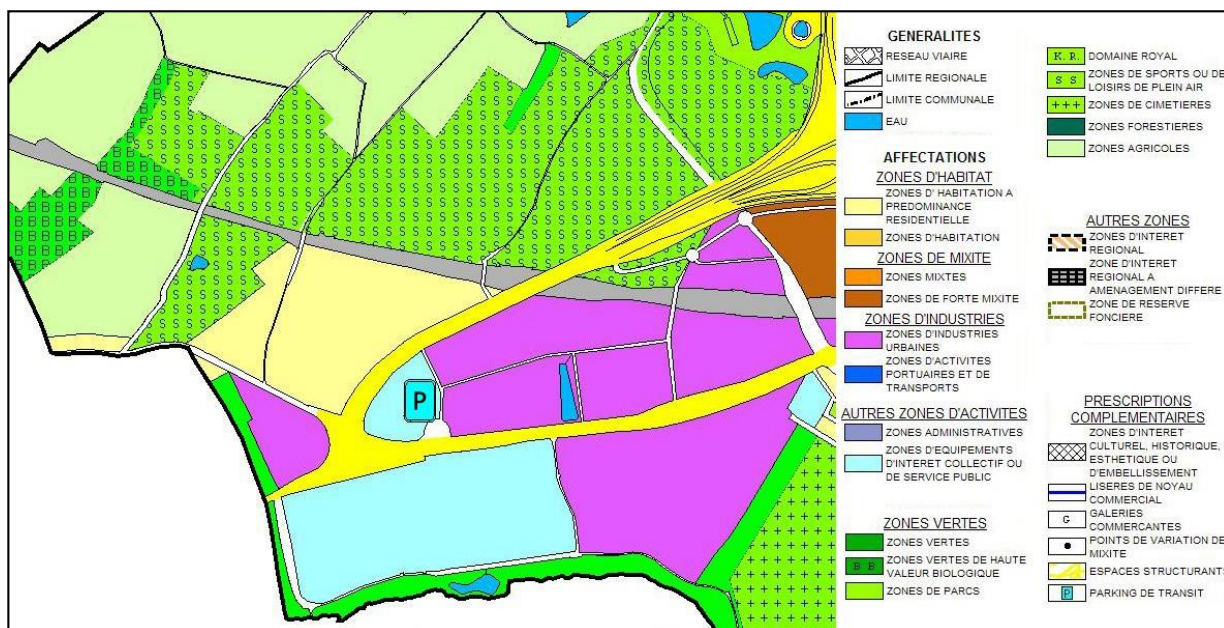 P
GENERALITES
RESEAU VIAIRE
LIMITE REGIONALE
LIMITE COMMUNALE
EAU
AFFECTATIONS
ZONES D'HABITAT
ZONES D' HABITATION A
PREDOMINANCE
RESIDENTIELLE
ZONES D'HABITATION
ZONES DE MIXITE
ZONES MIXTES
ZONES DE FORTE MIXITE
ZONES D'INDUSTRIES
ZONES D'INDUSTRIES
URBAINES
ZONES D'ACTIVITES
PORTUAIRES ET DE
TRANSPORTS
AUTRES ZONES D'ACTIVITES
ZONES ADMINISTRATIVES
ZONES D'EQUIPEMENTS
D'INTERET COLLECTIF OU
DE SERVICE PUBLIC
ZONES VERTES
ZONES VERTES
B B
ZONES VERTES DE HAUTE
VALEUR BIOLOGIQUE
ZONES DE PARCS
K.R. DOMAINE ROYAL
S S
ZONES DE SPORTS OU DE
LOISIRS DE PLEIN AIR
+++ ZONES DE CIMETIERES
ZONES FORESTIERES
ZONES AGRICOLES
AUTRES ZONES
ZONES D'INTERET
REGIONAL
ZONE D'INTERET
REGIONAL A
AMENAGEMENT DIFFERE
ZONE DE RESERVE
FONCIERE
PRESCRIPTIONS
COMPLEMENTAIRES
ZONES D'INTERET
CULTUREL, HISTORIQUE,
ESTHETIQUE OU
D'EMBELLISSEMENT
LISERES DE NOYAU
COMMERCIAL
G
GALERIES
COMMERCANTES
POINTS DE VARIATION DE
MIXITE
ESPACES STRUCTURANTS
P PARKING DE TRANSIT